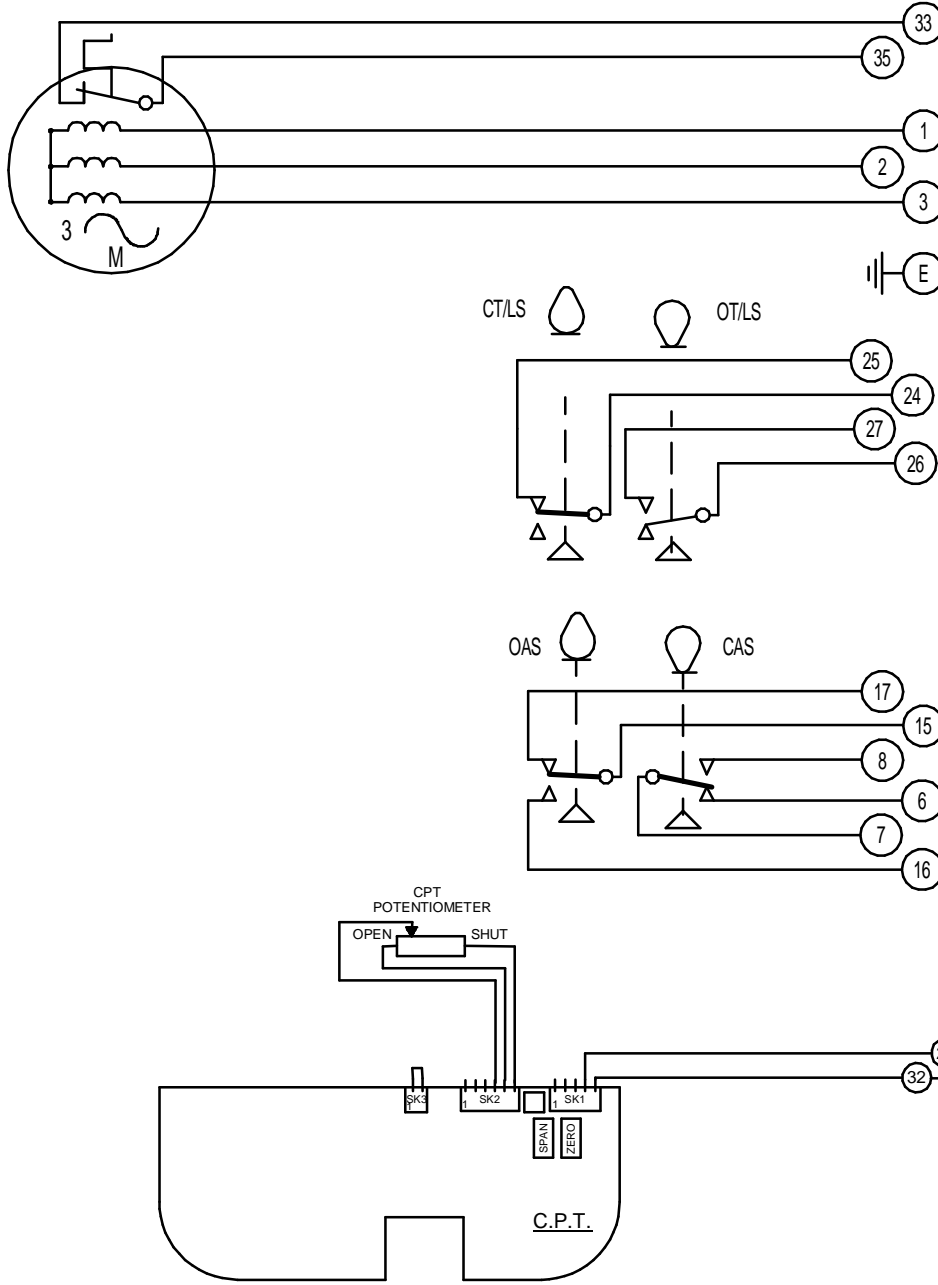 33
35
1
2
3
3
M
E
CT/LS
OT/LS
25
24
27
26
OAS
CAS
17
15
8
6
7
16
CPT
POTENTIOMETER
OPEN
SHUT
32
SK3
1
SK2
1
SK1
1
SPAN
ZERO
C.P.T.